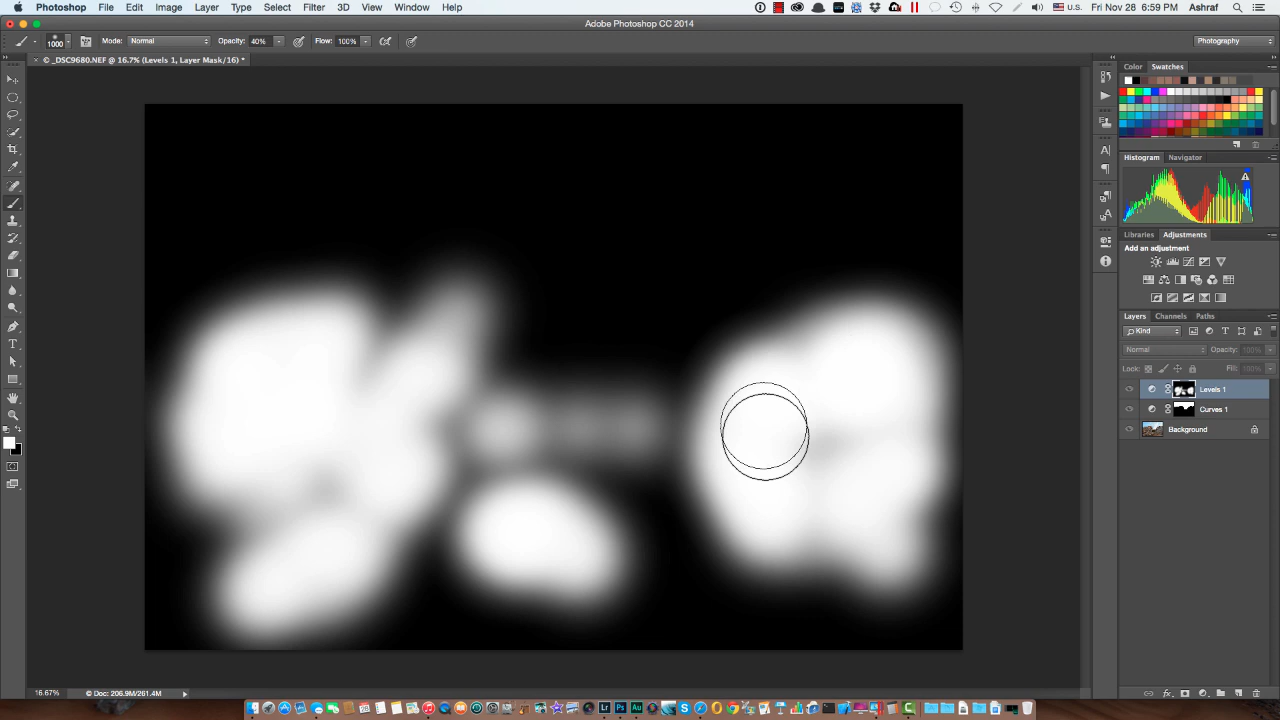 Photoshop File Edit Image Layer Type Select Filter 3D View Window Help U.S. Fri Nov 28 6:59 PM Ashraf
Adobe Photoshop CC 2014
1000 Mode: Normal Opacity: 40% Flow: 100% Photography
× © _DSC9680.NEF @ 16.7% (Levels 1, Layer Mask/16) *
Color Swatches
Histogram Navigator
Libraries Adjustments
Add an adjustment
Layers Channels Paths
Kind
Normal Opacity: 100%
Lock: Fill: 100%
Levels 1
Curves 1
Background
16.67% © Doc: 206.9M/261.4M